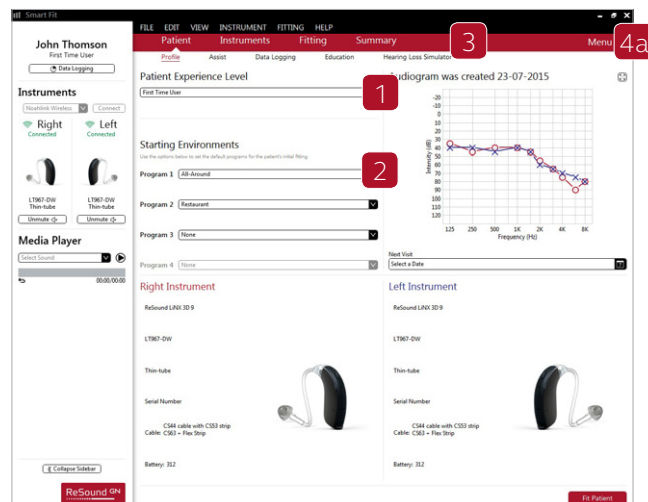 Smart Fit
FILE EDIT VIEW INSTRUMENT FITTING HELP
Patient Instruments Fitting Summary Menu
3
4a
Profile Assist Data Logging Education Hearing Loss Simulator
John Thomson
First Time User
Data Logging
Instruments
Noahlink Wireless Connect
Right Left
Connected Connected
LT967-DW LT967-DW
Thin-tube Thin-tube
Unmute Unmute
Media Player
Select Sound
00:00/00:00
Collapse Sidebar
ReSound GN
Patient Experience Level
First Time User
1
Starting Environments
Use the options below to set the default programs for the patient's initial fitting.
Program 1 All-Around
2
Program 2 Restaurant
Program 3 None
Program 4 None
udiogram was created 23-07-2015
Intensity (dB)
-20
-10
0
10
20
30
40
50
60
70
80
90
100
110
120
125 250 500 1K 2K 4K 8K
Frequency (Hz)
Next Visit
Select a Date
Right Instrument
ReSound LiNX 3D 9
LT967-DW
Thin-tube
Serial Number
CS44 cable with CS53 strip
Cable: CS63 + Flex Strip
Battery: 312
Left Instrument
ReSound LiNX 3D 9
LT967-DW
Thin-tube
Serial Number
CS44 cable with CS53 strip
Cable: CS63 + Flex Strip
Battery: 312
Fit Patient